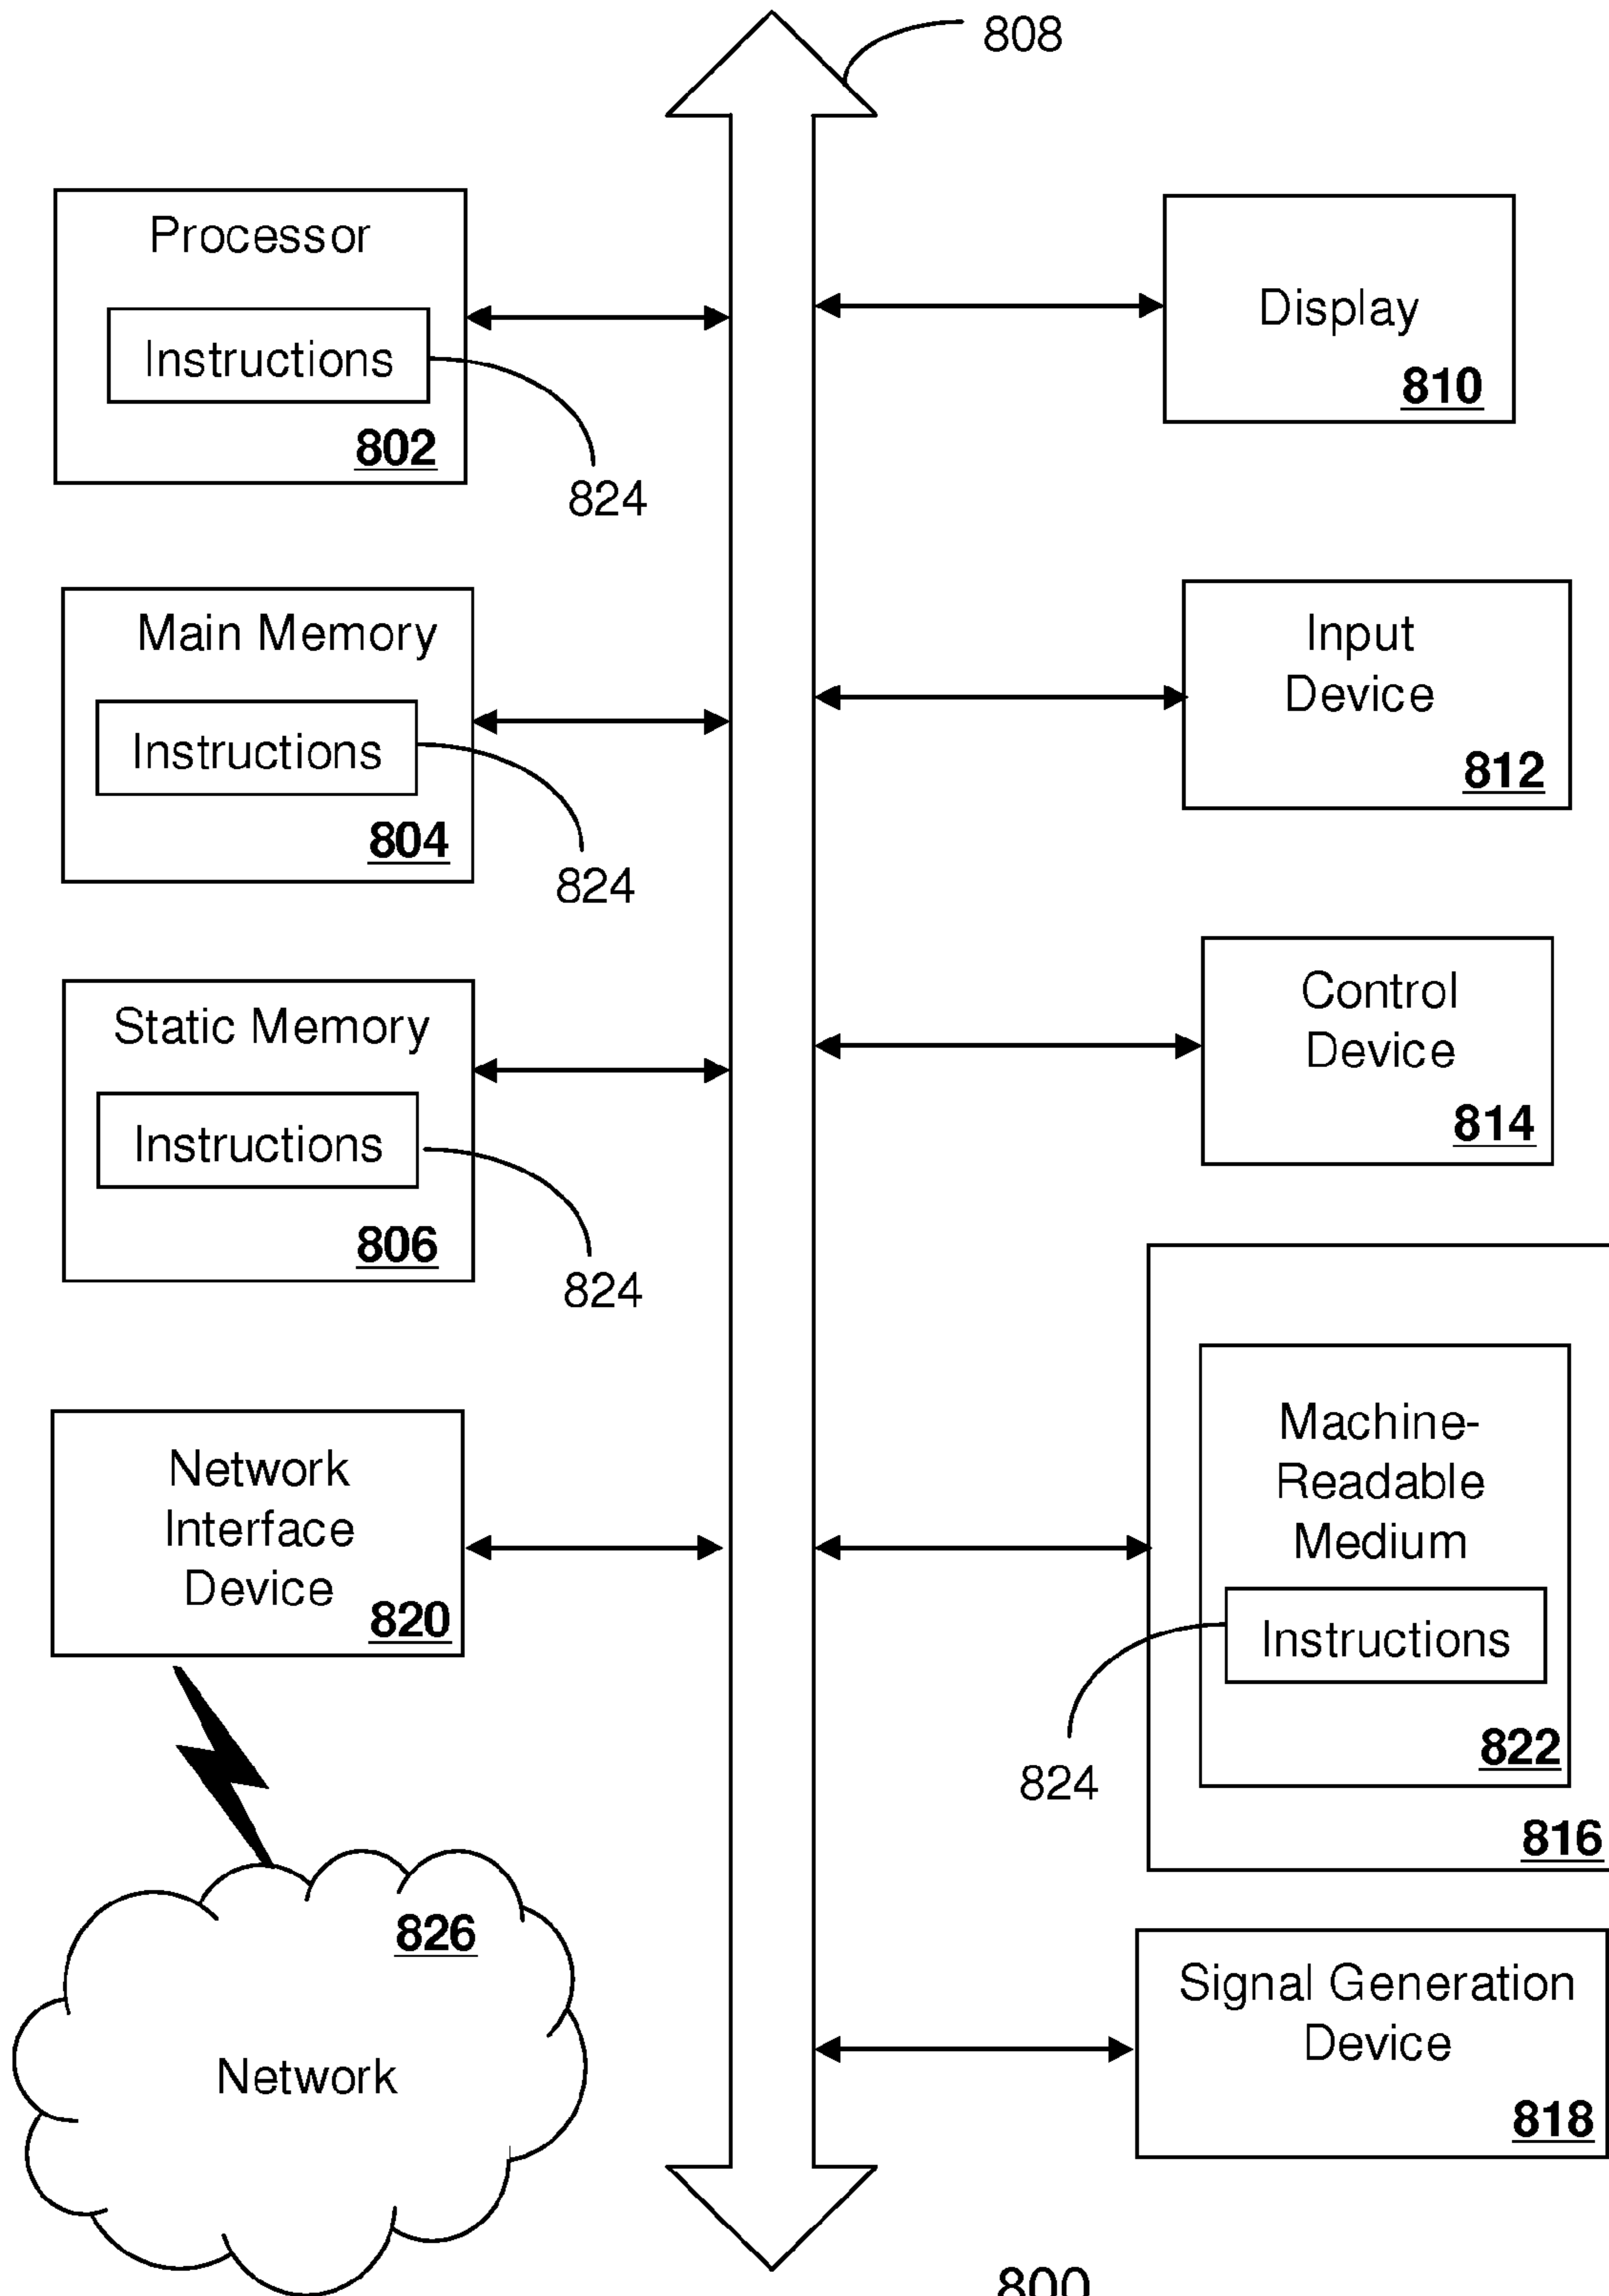 808
Processor
Instructions
802
824
Main Memory
Instructions
804
824
Static Memory
Instructions
806
824
Network
Interface
Device
820
826
Network
Display
810
Input
Device
812
Control
Device
814
Machine-
Readable
Medium
Instructions
822
824
816
Signal Generation
Device
818
800